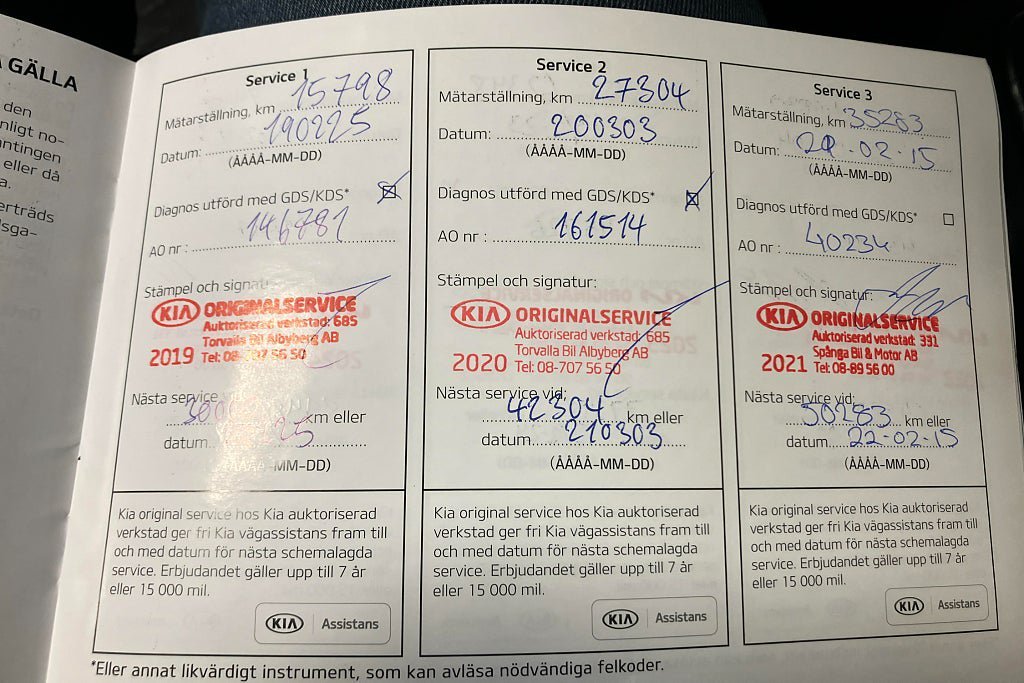 GÄLLA
den
nligt no-
antingen
eller då
a.
erträds
dsga-
Service 1
Mätarställning, km 15798
Datum: 190225
(ÅÅÅÅ-MM-DD)
Diagnos utförd med GDS/KDS*
AO nr : 146781
Stämpel och signatur:
KIA ORIGINALSERVICE
Auktoriserad verkstad: 685
Torvalla Bil Albyberg AB
2019 Tel: 08-707 56 50
Nästa service vid:
km eller
datum
(ÅÅÅÅ-MM-DD)
Kia original service hos Kia auktoriserad
verkstad ger fri Kia vägassistans fram till
och med datum för nästa schemalagda
service. Erbjudandet gäller upp till 7 år
eller 15 000 mil.
KIA Assistans
Service 2
Mätarställning, km 27304
Datum: 200303
(ÅÅÅÅ-MM-DD)
Diagnos utförd med GDS/KDS*
AO nr : 161514
Stämpel och signatur:
KIA ORIGINALSERVICE
Auktoriserad verkstad: 685
Torvalla Bil Albyberg AB
2020 Tel: 08-707 56 50
Nästa service vid:
42304 km eller
datum 210303
(ÅÅÅÅ-MM-DD)
Kia original service hos Kia auktoriserad
verkstad ger fri Kia vägassistans fram till
och med datum för nästa schemalagda
service. Erbjudandet gäller upp till 7 år
eller 15 000 mil.
KIA Assistans
Service 3
Mätarställning, km 35283
Datum: 21-02-15
(ÅÅÅÅ-MM-DD)
Diagnos utförd med GDS/KDS*
AO nr : 40234
Stämpel och signatur:
KIA ORIGINALSERVICE
Auktoriserad verkstad: 331
Spånga Bil & Motor AB
2021 Tel: 08-89 56 00
Nästa service vid:
50283 km eller
datum 22-02-15
(ÅÅÅÅ-MM-DD)
Kia original service hos Kia auktoriserad
verkstad ger fri Kia vägassistans fram till
och med datum för nästa schemalagda
service. Erbjudandet gäller upp till 7 år
eller 15 000 mil.
KIA Assistans
*Eller annat likvärdigt instrument, som kan avläsa nödvändiga felkoder.